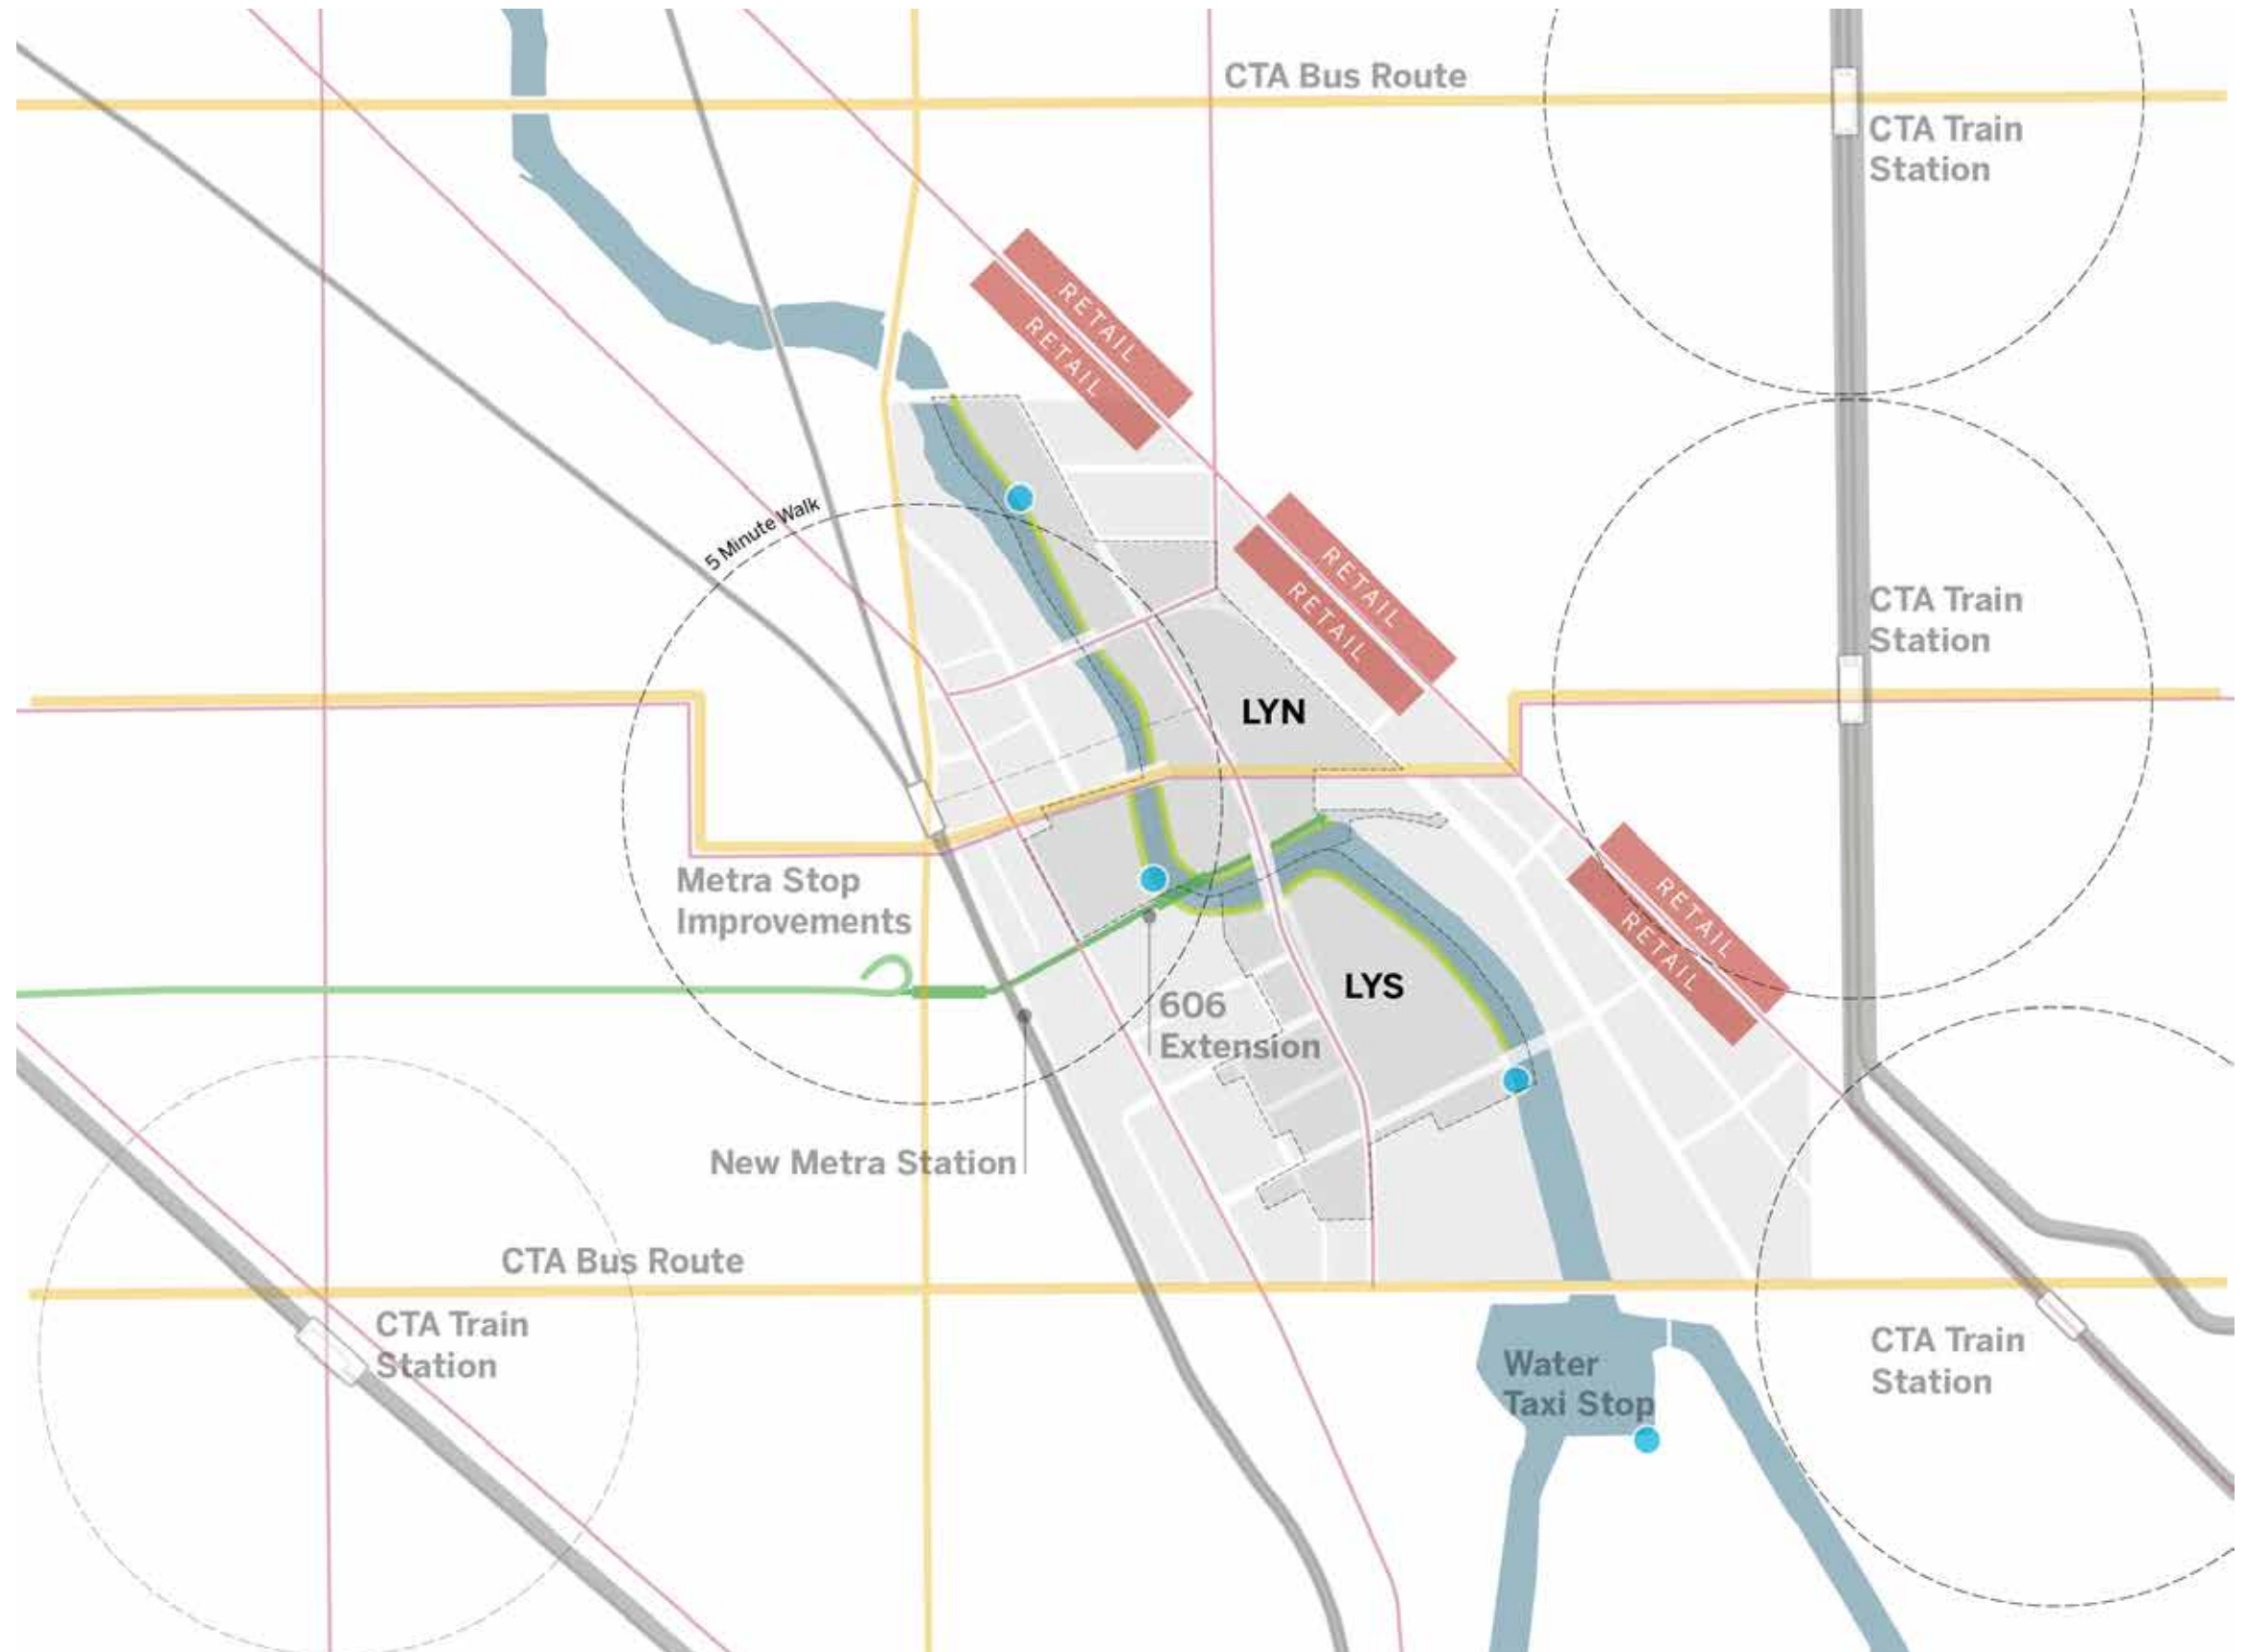 CTA Bus Route
CTA Train
Station
RETAIL
RETAIL
5 Minute Walk
RETAIL
RETAIL
CTA Train
Station
LYN
Metra Stop
Improvements
RETAIL
RETAIL
LYS
606
Extension
New Metra Station
CTA Bus Route
CTA Train
Station
CTA Train
Station
Water
Taxi Stop